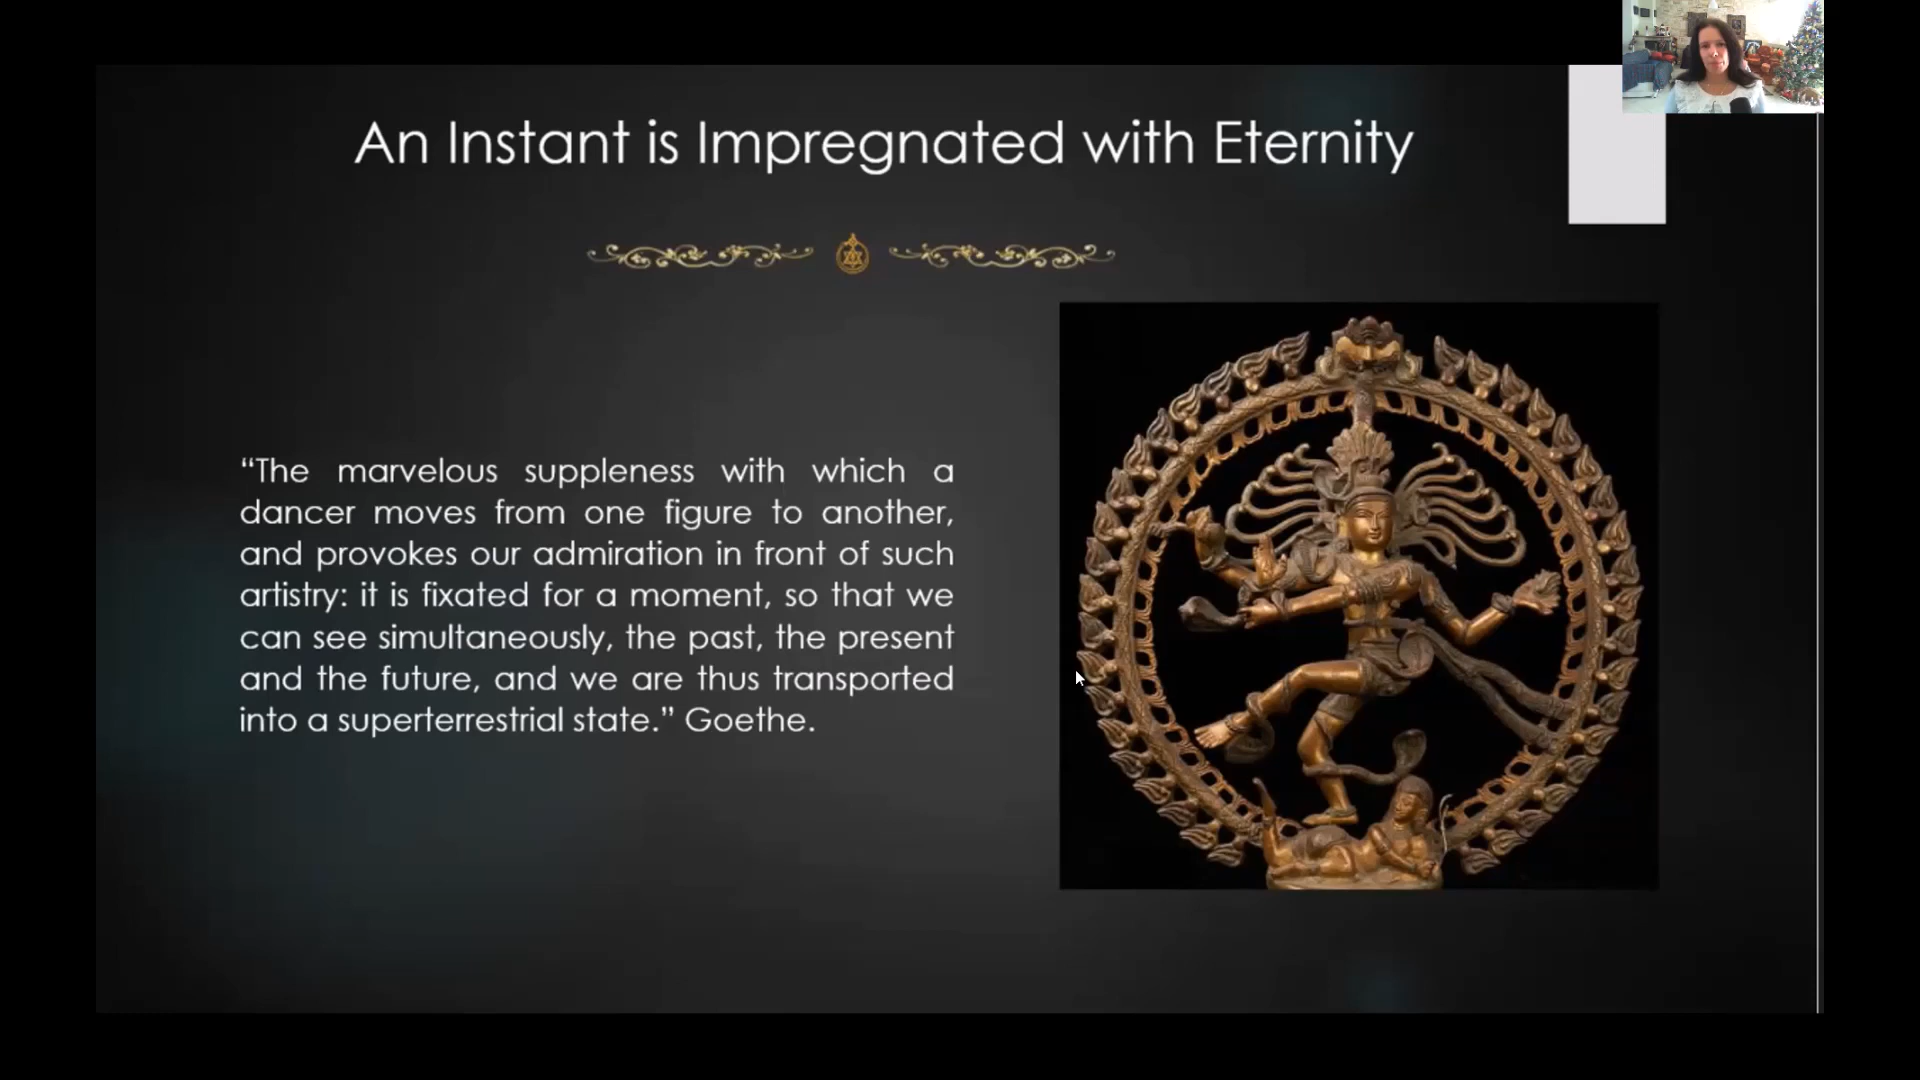 An Instant is Impregnated with Eternity
“The marvelous suppleness with which a
dancer moves from one figure to another,
and provokes our admiration in front of such
artistry: it is fixated for a moment, so that we
can see simultaneously, the past, the present
and the future, and we are thus transported
into a superterrestrial state.” Goethe.